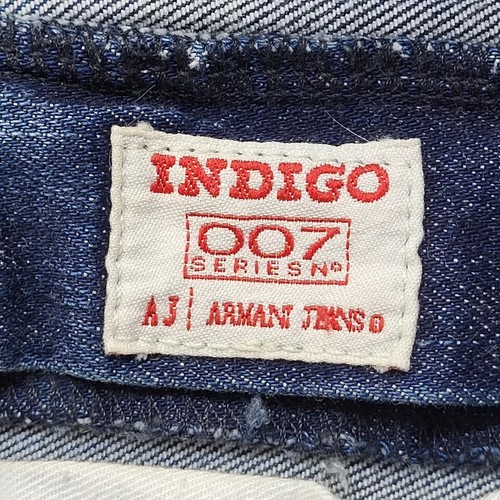 INDIGO
007
SERIES No
AJ | ARMANI JEANS ®